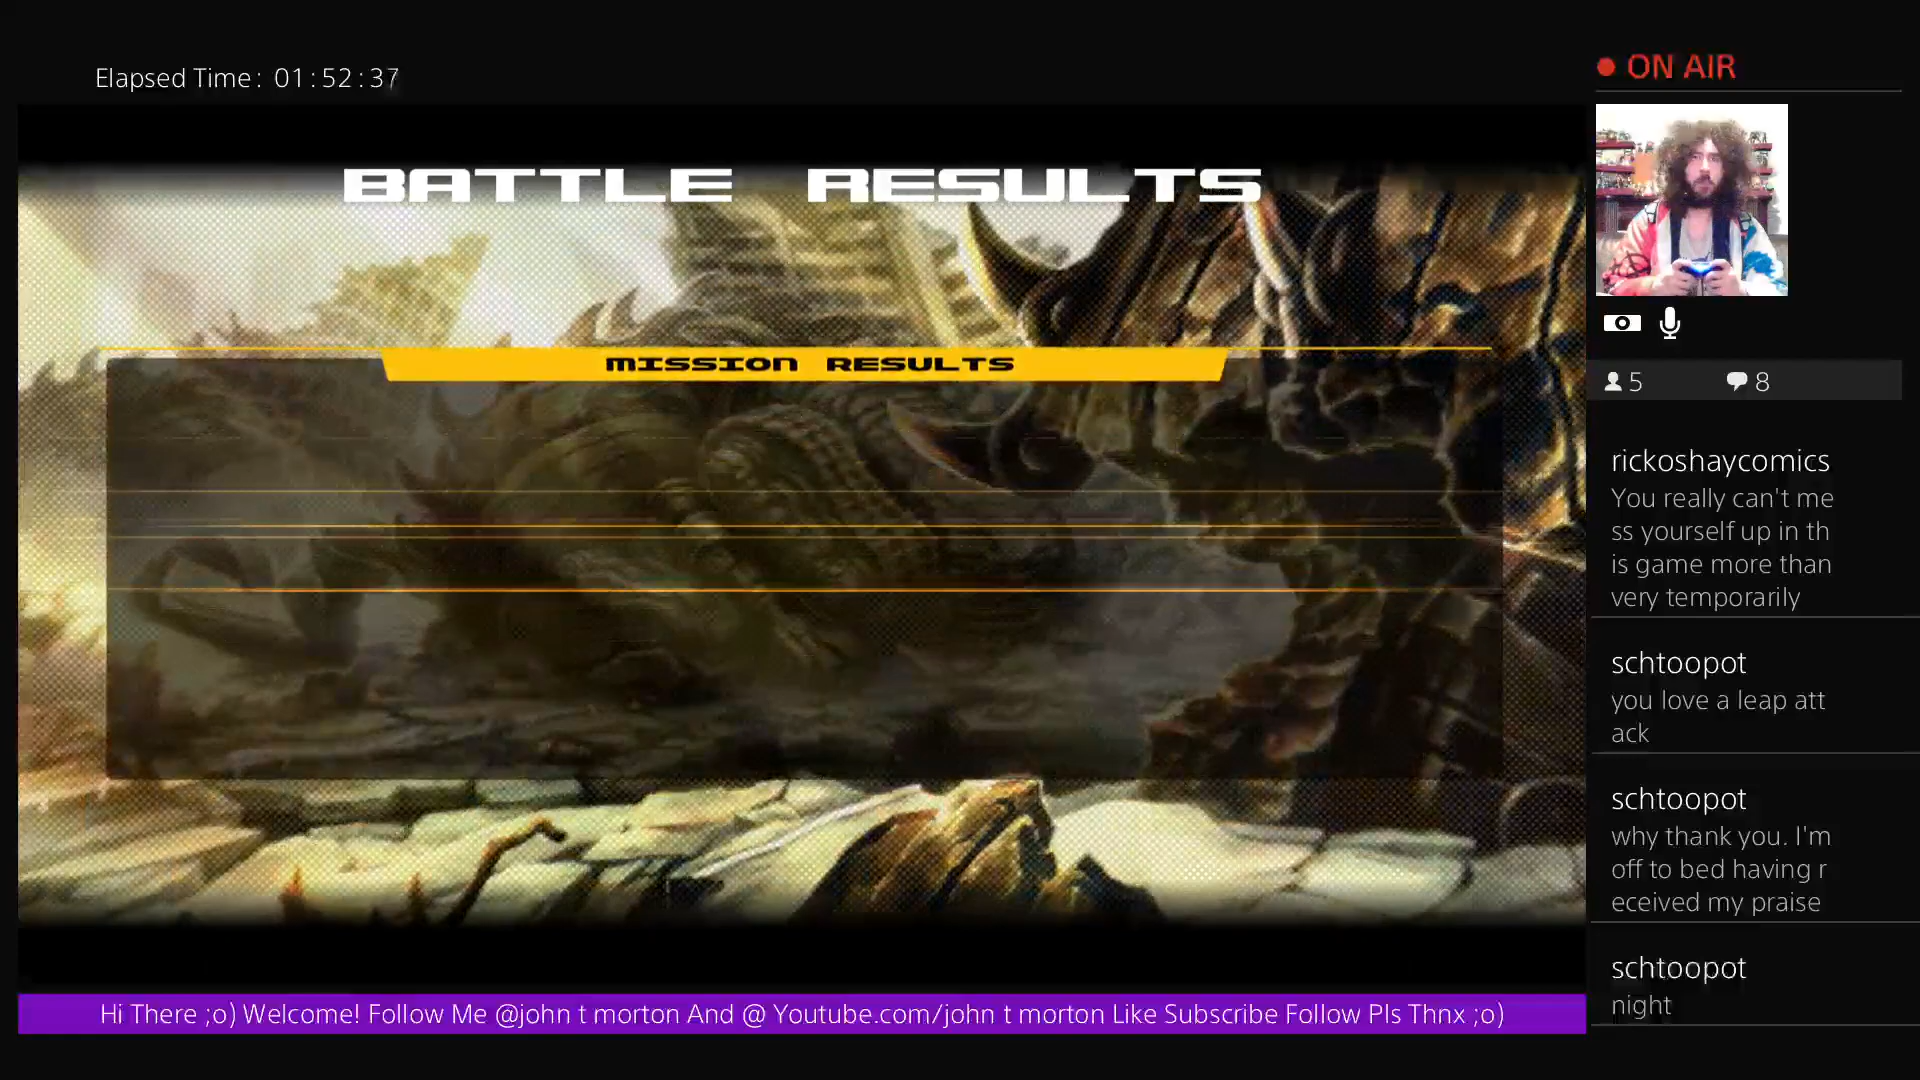 Elapsed Time: 01:52:37
BATTLE RESULTS
MISSION RESULTS
ON AIR
5 8
rickoshaycomics
You really can't me
ss yourself up in th
is game more than
very temporarily
schtoopot
you love a leap att
ack
schtoopot
why thank you. I'm
off to bed having r
eceived my praise
schtoopot
night
Hi There ;o) Welcome! Follow Me @john t morton And @ Youtube.com/john t morton Like Subscribe Follow Pls Thnx ;o)